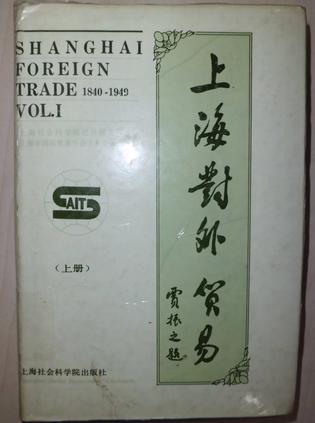 SHANGHAI
FOREIGN
TRADE 1840-1949
VOL.I
SAIT
(上册)
上海社会科学院出版社
上海對外貿易
贾振之题